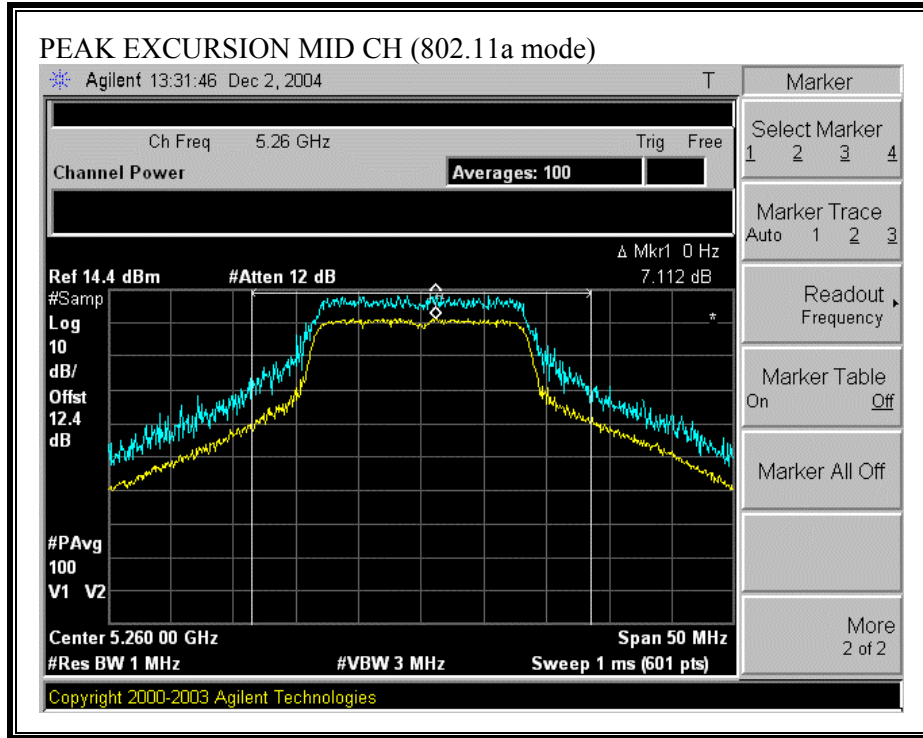 PEAK EXCURSION MID CH (802.11a mode)
Agilent 13:31:46 Dec 2, 2004 T
Marker
Ch Freq 5.26 GHz Trig Free
Channel Power Averages: 100
Select Marker
1 2 3 4
Marker Trace
Auto 1 2 3
Δ Mkr1 0 Hz
Ref 14.4 dBm #Atten 12 dB 7.112 dB
#Samp
Log
10
dB/
Offst
12.4
dB
*
Readout
Frequency
Marker Table
On Off
Marker All Off
#PAvg
100
V1 V2
Center 5.260 00 GHz Span 50 MHz
#Res BW 1 MHz #VBW 3 MHz Sweep 1 ms (601 pts)
More
2 of 2
Copyright 2000-2003 Agilent Technologies